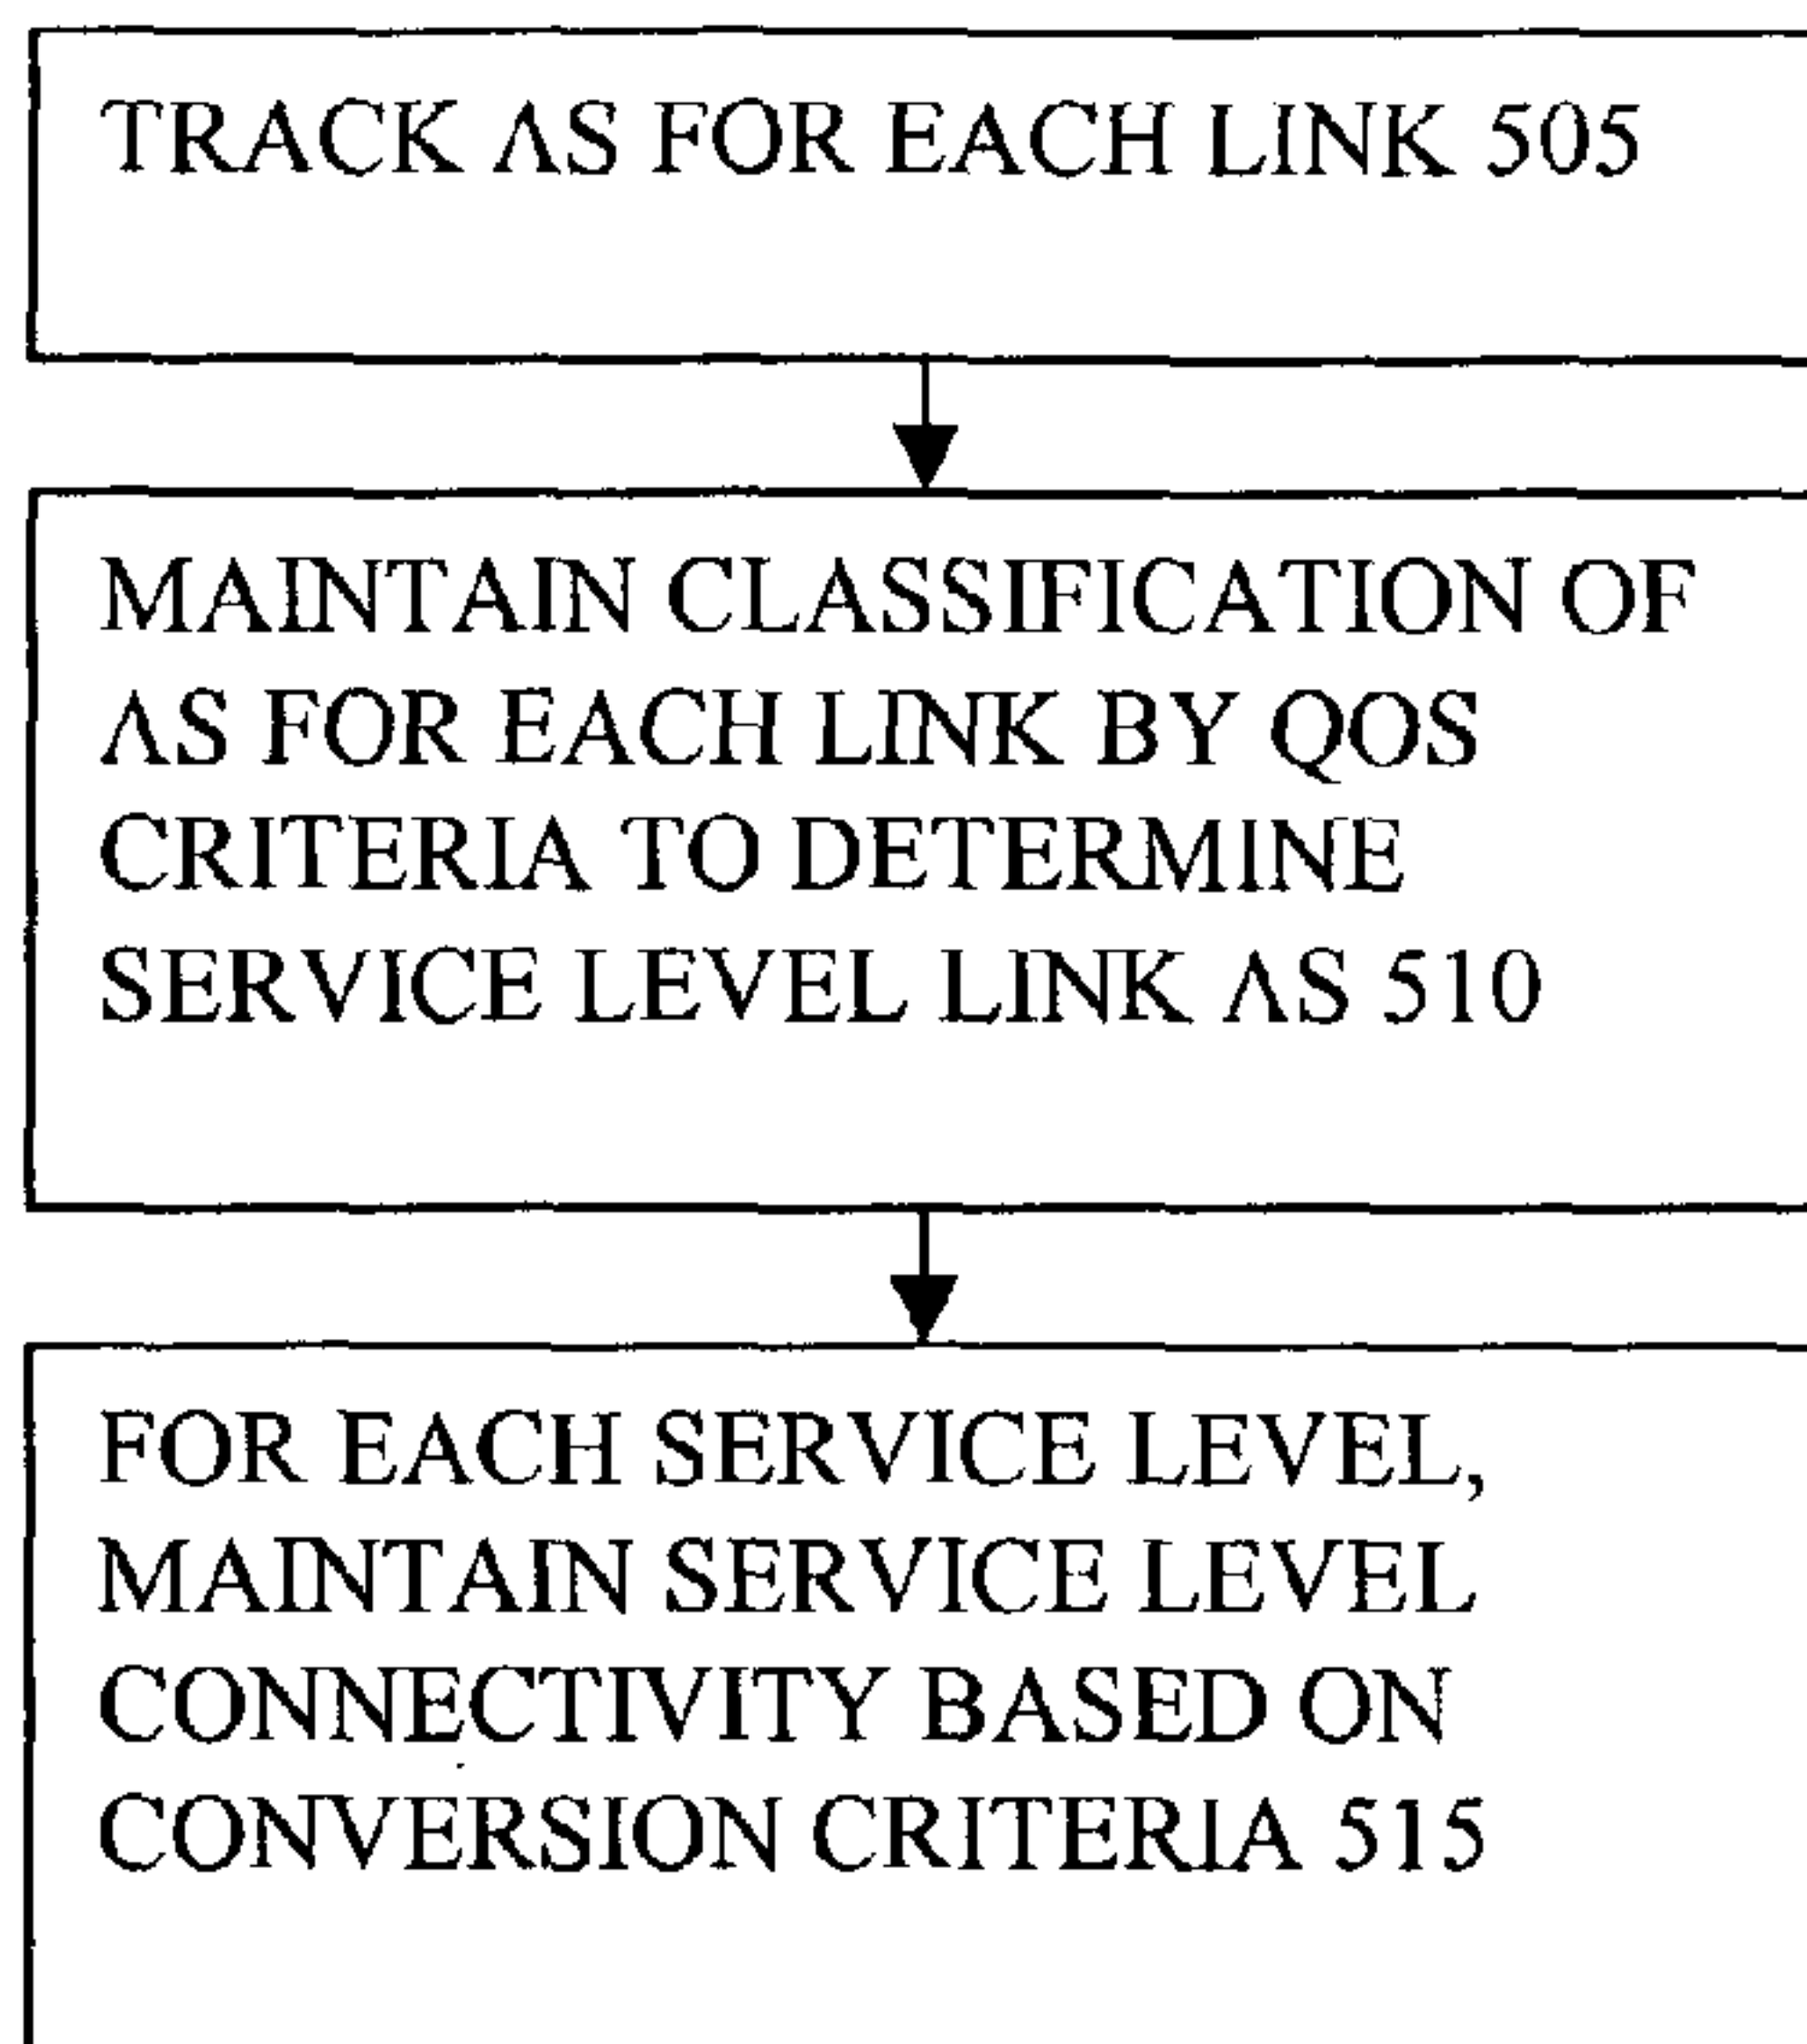 TRACK ΛS FOR EACH LINK 505
MAINTAIN CLASSIFICATION OF
ΛS FOR EACH LINK BY QOS
CRITERIA TO DETERMINE
SERVICE LEVEL LINK ΛS 510
FOR EACH SERVICE LEVEL,
MAINTAIN SERVICE LEVEL
CONNECTIVITY BASED ON
CONVERSION CRITERIA 515